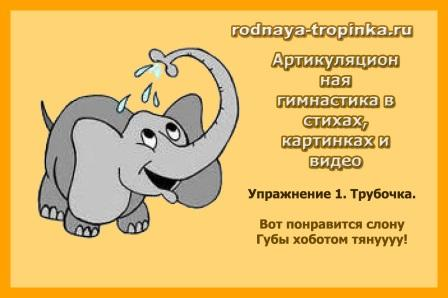 rodnaya-tropinka.ru
Артикуляцион
ная
гимнастика в
стихах,
картинках и
видео
Упражнение 1. Трубочка.
Вот понравится слону
Губы хоботом тянуууу!